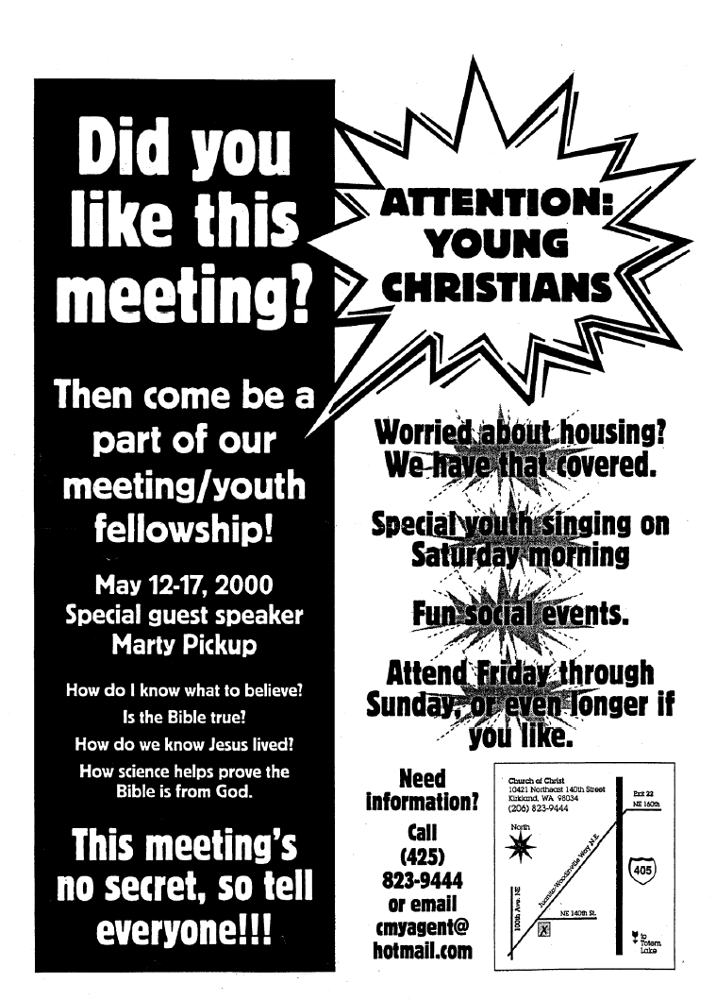 Did you
like this
meeting?
Then come be a
part of our
meeting/youth
fellowship!
May 12-17, 2000
Special guest speaker
Marty Pickup
How do I know what to believe?
Is the Bible true?
How do we know Jesus lived?
How science helps prove the
Bible is from God.
This meeting's
no secret, so tell
everyone!!!
ATTENTION:
YOUNG
CHRISTIANS
Worried about housing?
We have that covered.
Special youth singing on
Saturday morning
Fun social events.
Attend Friday through
Sunday, or even longer if
you like.
Need
information?
Call
(425)
823-9444
or email
cmyagent@
hotmail.com
Church of Christ
10421 Northeast 140th Street
Kirkland, WA 98034
(206) 823-9444
North
Exit 22
NE 160th
Juanita-Woodinville Way N.E.
405
100th Ave. NE
NE 140th St.
X
to
Totem
Lake